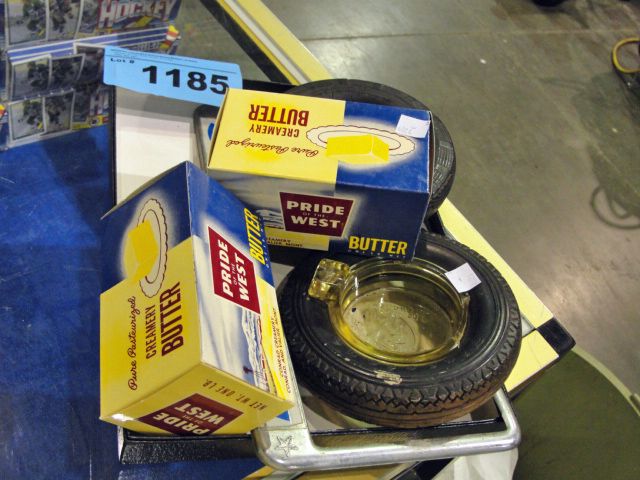 HOCKEY
Lot #
1185
Pure Pasteurized
CREAMERY
BUTTER
PRIDE
OF THE
WEST
BUTTER
Pure Pasteurized
CREAMERY
BUTTER
PRIDE
OF THE
WEST
BUTTER
NET WT. ONE LB.
PRIDE
OF THE
WEST